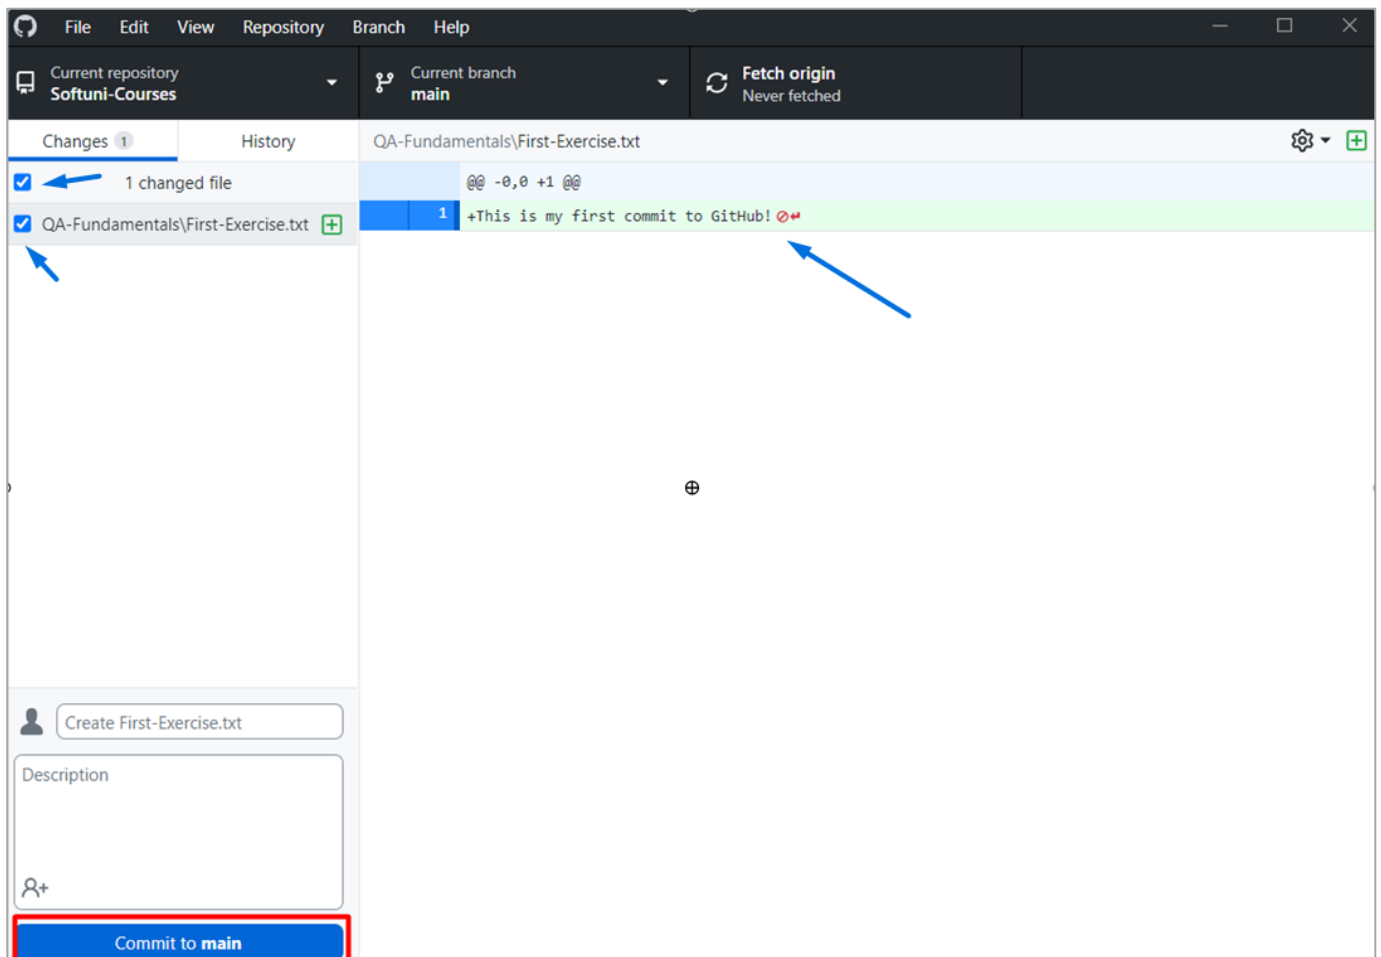 File Edit View Repository Branch Help
Current repository
Softuni-Courses
Current branch
main
Fetch origin
Never fetched
Changes 1
History
QA-Fundamentals\First-Exercise.txt
1 changed file
@@ -0,0 +1 @@
QA-Fundamentals\First-Exercise.txt
1 +This is my first commit to GitHub!
Create First-Exercise.txt
Description
Commit to main